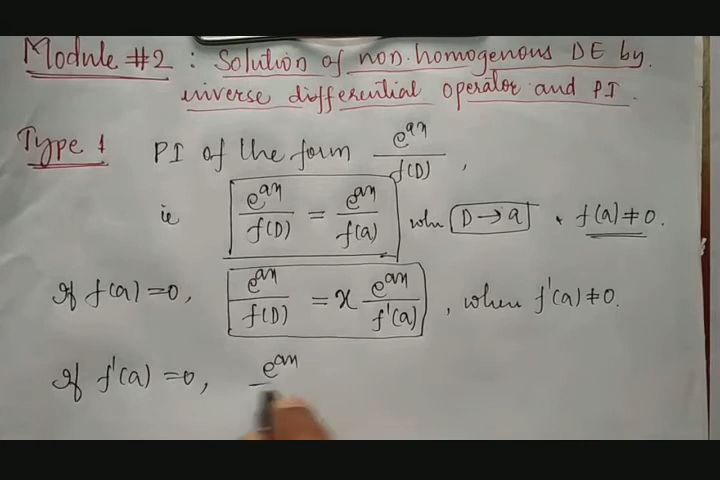 Module #2 : Solution of non-homogenous DE by
inverse differential operator and PI.
Type 1 PI of the form e^{ax}/f(D) ,
ie e^{ax}/f(D) = e^{ax}/f(a) when D → a & f(a) ≠ 0.
If f(a) = 0, e^{ax}/f(D) = x e^{ax}/f'(a) , when f'(a) ≠ 0.
If f'(a) = 0, e^{ax}